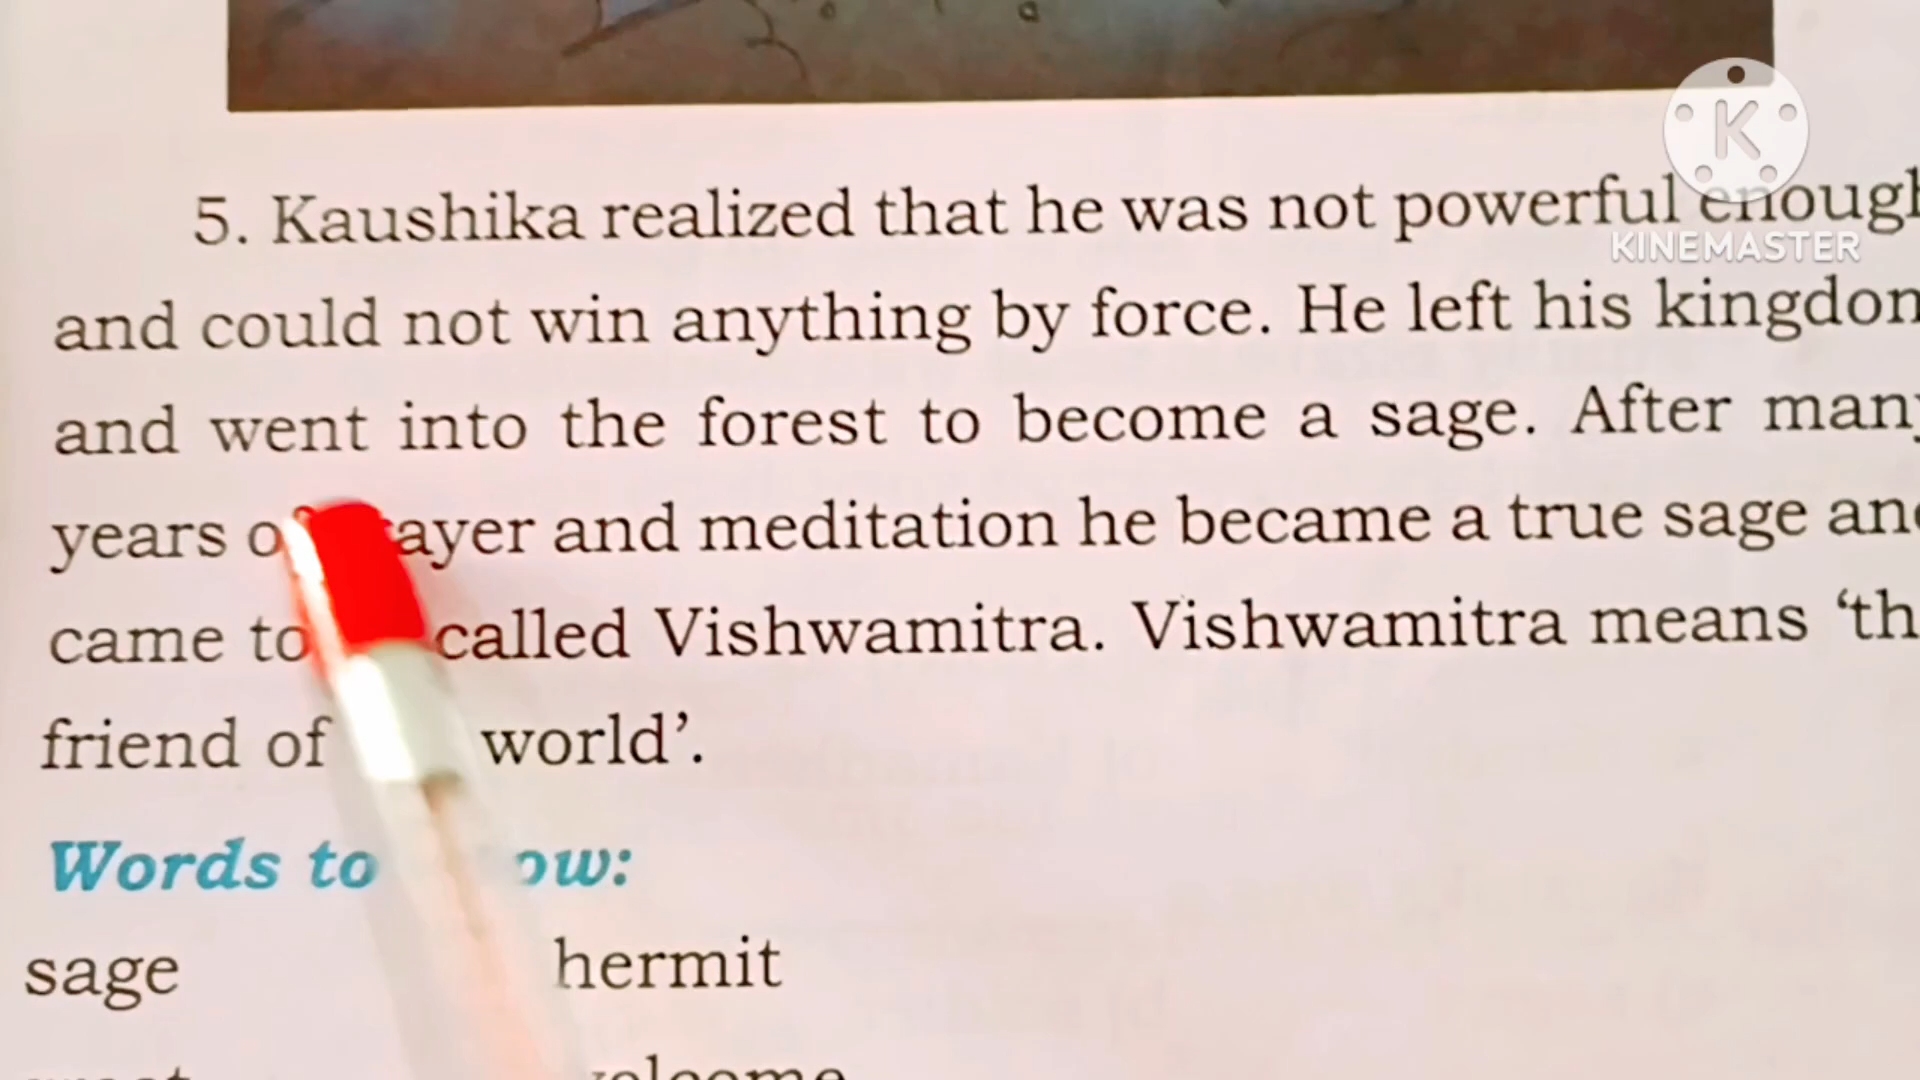 K
KINEMASTER
5. Kaushika realized that he was not powerful enough
and could not win anything by force. He left his kingdom
and went into the forest to become a sage. After many
years of prayer and meditation he became a true sage and
came to called Vishwamitra. Vishwamitra means ‘th
friend of world’.
Words to
sage hermit